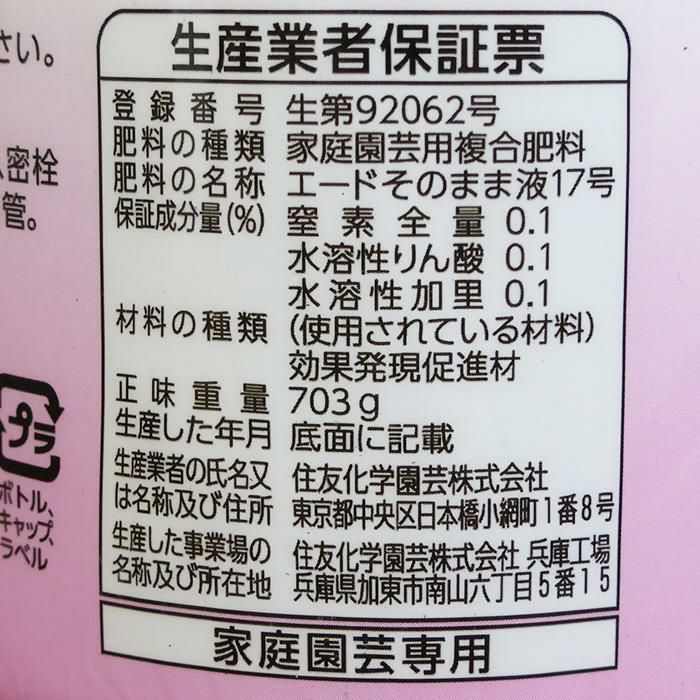 さい。
密栓
管。
プラ
ボトル、
キャップ、
ラベル
生産業者保証票
登録番号 生第92062号
肥料の種類 家庭園芸用複合肥料
肥料の名称 エードそのまま液17号
保証成分量(%) 窒素全量 0.1
水溶性りん酸 0.1
水溶性加里 0.1
材料の種類 (使用されている材料)
効果発現促進材
正味重量 703g
生産した年月 底面に記載
生産業者の氏名又 住友化学園芸株式会社
は名称及び住所 東京都中央区日本橋小網町1番8号
生産した事業場の 住友化学園芸株式会社 兵庫工場
名称及び所在地 兵庫県加東市南山六丁目5番15
家庭園芸専用